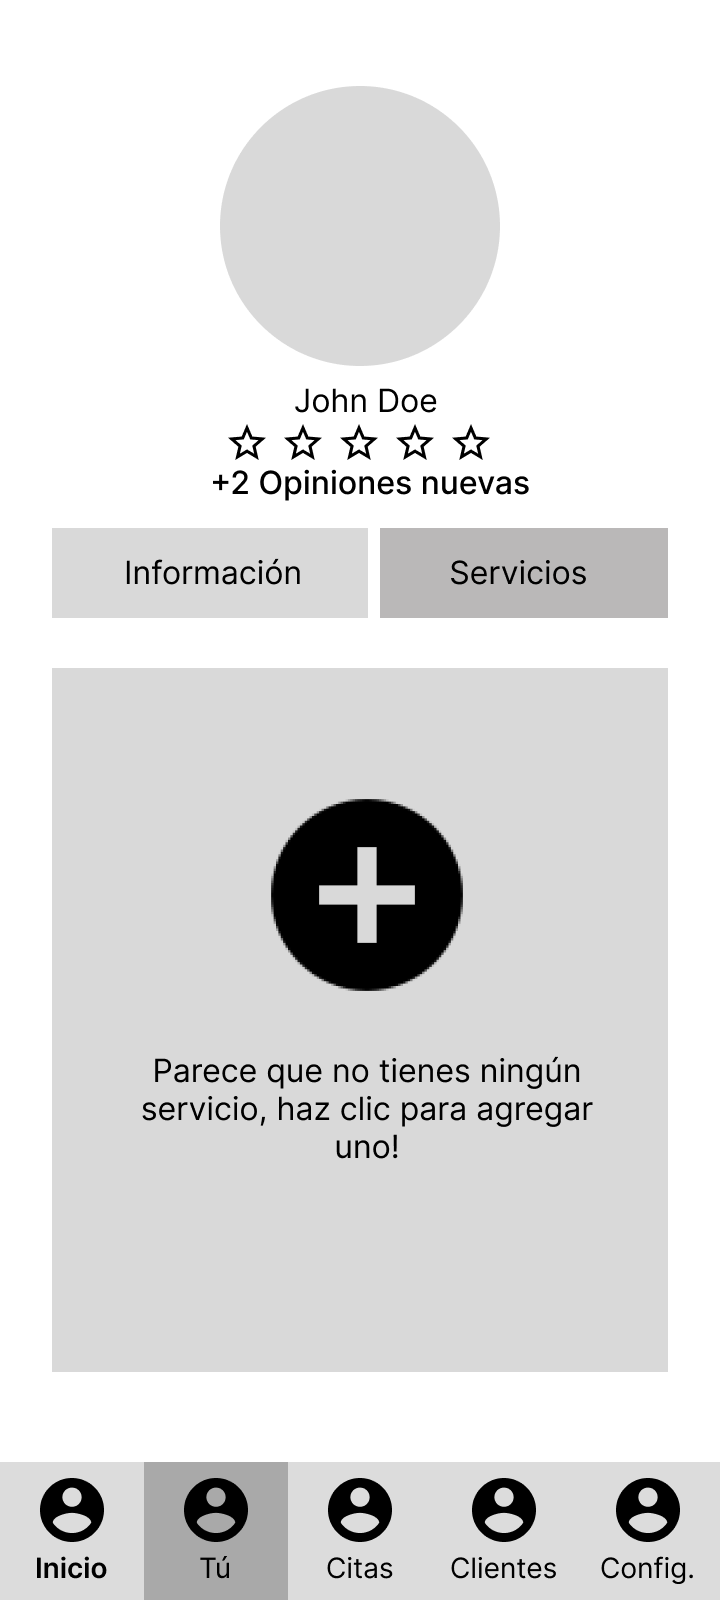 John Doe
+2 Opiniones nuevas
Información
Servicios
Parece que no tienes ningún
servicio, haz clic para agregar
uno!
Inicio
Tú
Citas
Clientes
Config.